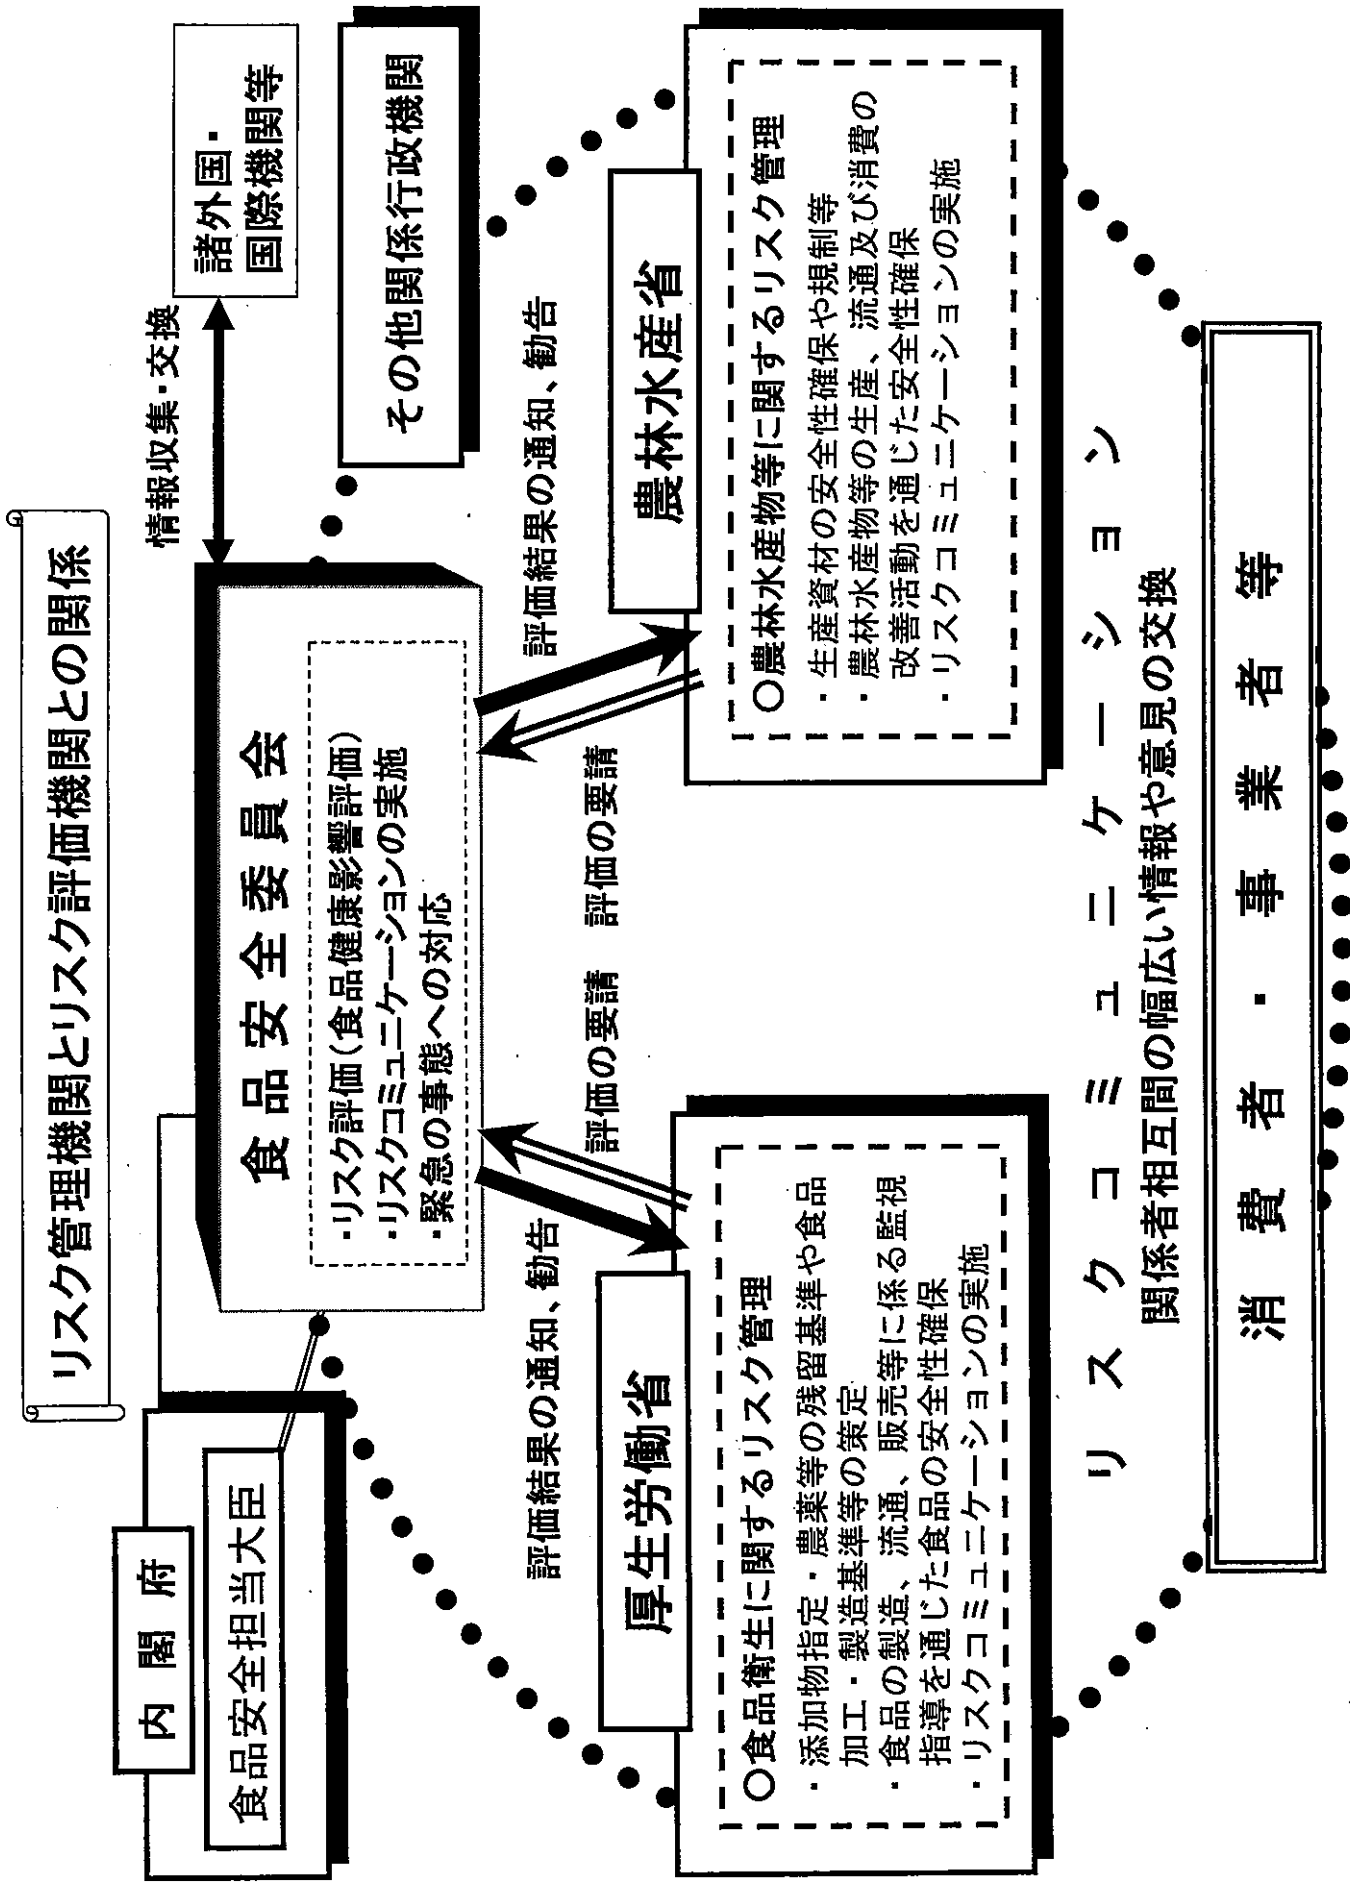 リスク管理機関とリスク評価機関との関係
内閣府
食品安全担当大臣
食品安全委員会
・リスク評価(食品健康影響評価)
・リスクコミュニケーションの実施
・緊急の事態への対応
情報収集・交換
諸外国・
国際機関等
その他関係行政機関
評価結果の通知、勧告
評価の要請
評価の要請
評価結果の通知、勧告
厚生労働省
○食品衛生に関するリスク管理
・添加物指定・農薬等の残留基準や食品
加工・製造基準等の策定
・食品の製造、流通、販売等に係る監視
指導を通じた食品の安全性確保
・リスクコミュニケーションの実施
農林水産省
○農林水産物等に関するリスク管理
・生産資材の安全性確保や規制等
・農林水産物等の生産、流通及び消費の
改善活動を通じた安全性確保
・リスクコミュニケーションの実施
リスクコミュニケーション
関係者相互間の幅広い情報や意見の交換
消費者・事業者等